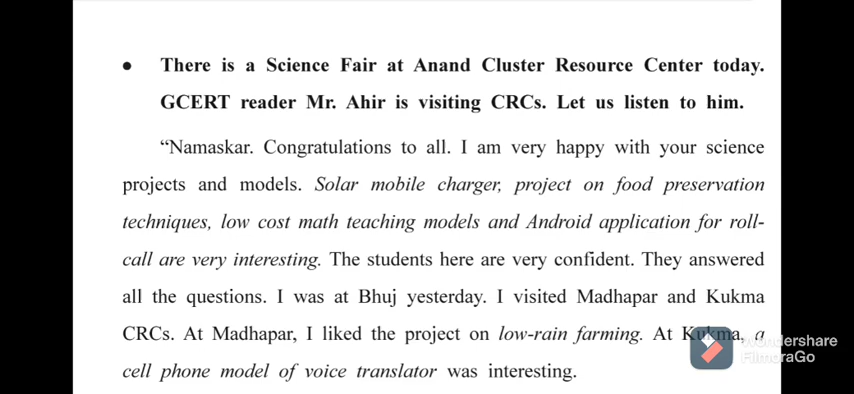 • There is a Science Fair at Anand Cluster Resource Center today.
GCERT reader Mr. Ahir is visiting CRCs. Let us listen to him.
“Namaskar. Congratulations to all. I am very happy with your science
projects and models. Solar mobile charger, project on food preservation
techniques, low cost math teaching models and Android application for roll-
call are very interesting. The students here are very confident. They answered
all the questions. I was at Bhuj yesterday. I visited Madhapar and Kukma
CRCs. At Madhapar, I liked the project on low-rain farming. At Kukma, a
cell phone model of voice translator was interesting.
Wondershare
FilmoraGo